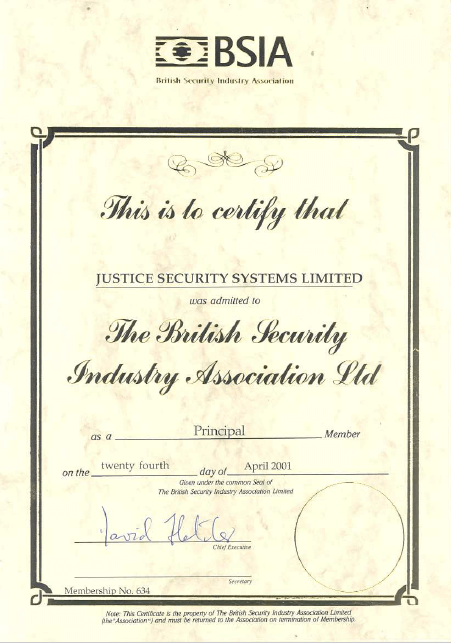 BSIA
British Security Industry Association
This is to certify that
JUSTICE SECURITY SYSTEMS LIMITED
was admitted to
The British Security
Industry Association Ltd
as a Principal Member
on the twenty fourth day of April 2001
Given under the common Seal of
The British Security Industry Association Limited
David Fletcher
Chief Executive
Secretary
Membership No. 634
Note: This Certificate is the property of The British Security Industry Association Limited
(the "Association") and must be returned to the Association on termination of Membership.